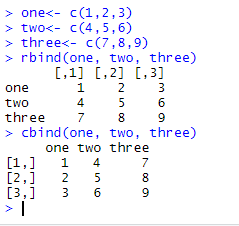 > one<- c(1,2,3)
> two<- c(4,5,6)
> three<- c(7,8,9)
> rbind(one, two, three)
      [,1] [,2] [,3]
one      1    2    3
two      4    5    6
three    7    8    9
> cbind(one, two, three)
     one two three
[1,]   1   4     7
[2,]   2   5     8
[3,]   3   6     9
>